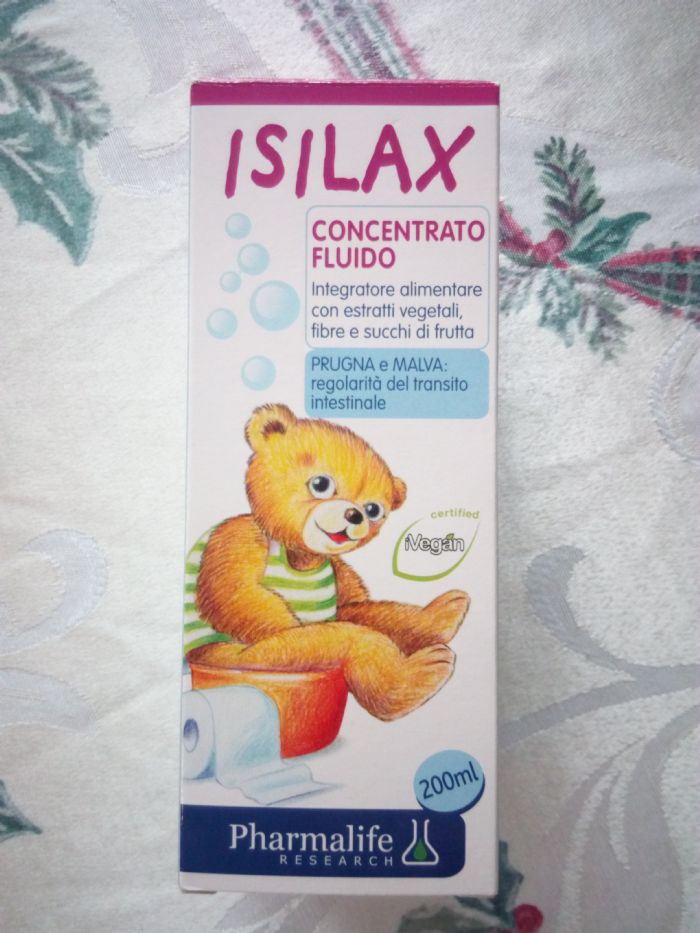 ISILAX
CONCENTRATO
FLUIDO
Integratore alimentare
con estratti vegetali,
fibre e succhi di frutta
PRUGNA e MALVA:
regolarità del transito
intestinale
certified
iVegan
200ml
Pharmalife
RESEARCH